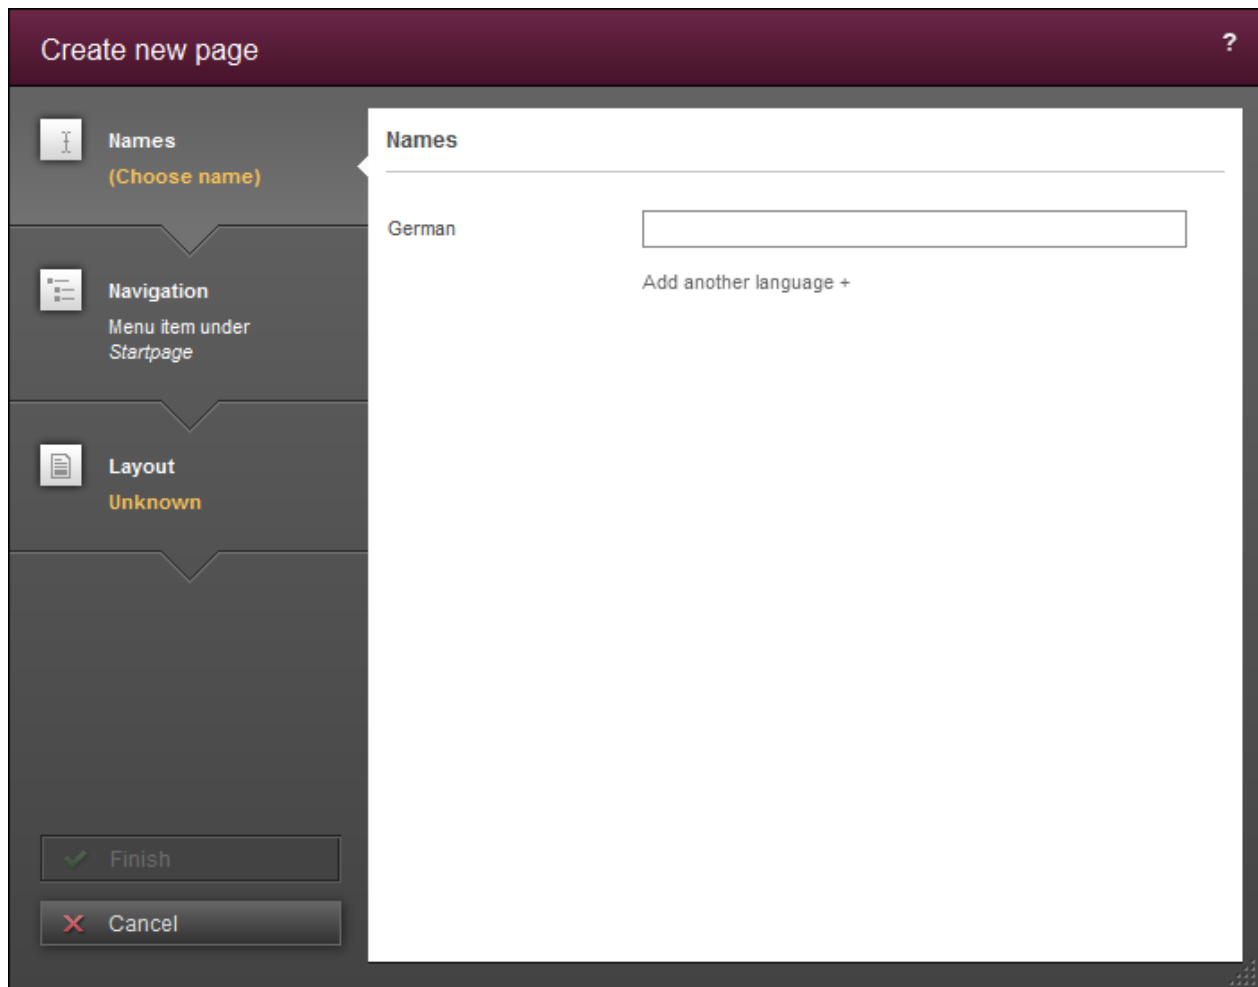 Create new page
?
Names
(Choose name)
Navigation
Menu item under
Startpage
Layout
Unknown
Finish
Cancel
Names
German
Add another language +